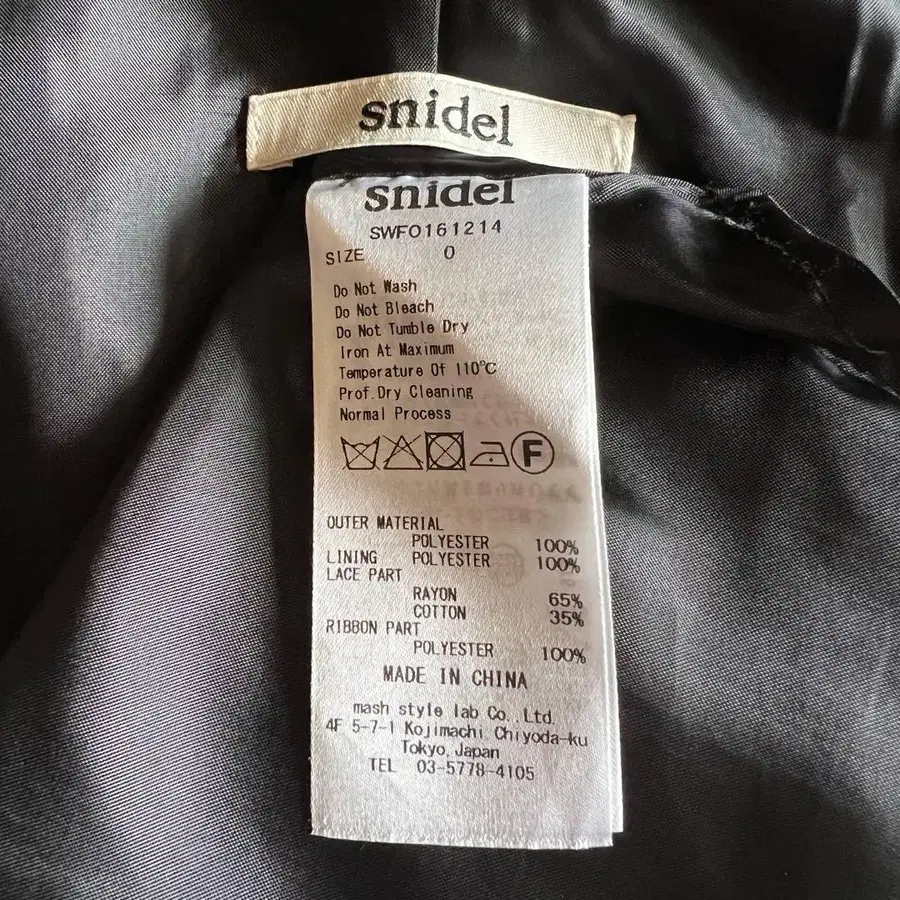 snidel
snidel
SWFO161214
SIZE 0
Do Not Wash
Do Not Bleach
Do Not Tumble Dry
Iron At Maximum
Temperature Of 110℃
Prof.Dry Cleaning
Normal Process
F
OUTER MATERIAL
POLYESTER 100%
LINING POLYESTER 100%
LACE PART
RAYON 65%
COTTON 35%
RIBBON PART
POLYESTER 100%
MADE IN CHINA
mash style lab Co.,Ltd.
4F 5-7-1 Kojimachi Chiyoda-ku
Tokyo,Japan
TEL 03-5778-4105